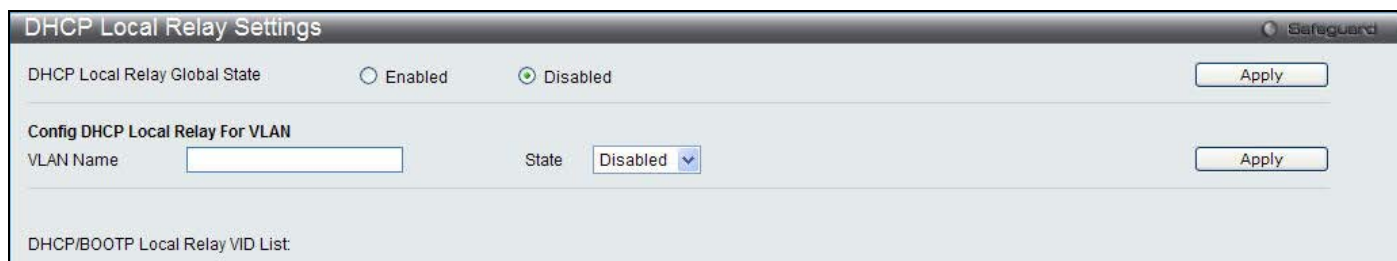 DHCP Local Relay Settings
Safeguard
DHCP Local Relay Global State Enabled Disabled Apply
Config DHCP Local Relay For VLAN
VLAN Name State Disabled Apply
DHCP/BOOTP Local Relay VID List: